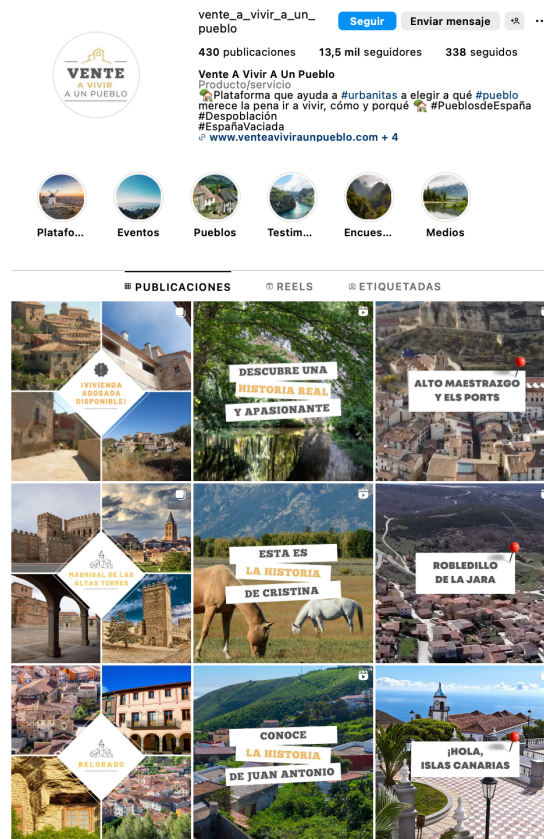 vente_a_vivir_a_un_
pueblo
Seguir
Enviar mensaje
430 publicaciones
13,5 mil seguidores
338 seguidos
VENTE
A VIVIR
A UN PUEBLO
Vente A Vivir A Un Pueblo
Producto/servicio
🏡Plataforma que ayuda a #urbanitas a elegir a qué #pueblo
merece la pena ir a vivir, cómo y porqué 🏡 #PueblosdeEspaña
#Despoblación
#EspañaVaciada
www.venteaviviraunpueblo.com + 4
Platafo...
Eventos
Pueblos
Testim...
Encues...
Medios
PUBLICACIONES
REELS
ETIQUETADAS
¡VIVIENDA
ADOSADA
DISPONIBLE!
DESCUBRE UNA
HISTORIA REAL
Y APASIONANTE
ALTO MAESTRAZGO
Y ELS PORTS
MADRIGAL DE LAS
ALTAS TORRES
ESTA ES
LA HISTORIA
DE CRISTINA
ROBLEDILLO
DE LA JARA
BELORADO
CONOCE
LA HISTORIA
DE JUAN ANTONIO
¡HOLA,
ISLAS CANARIAS